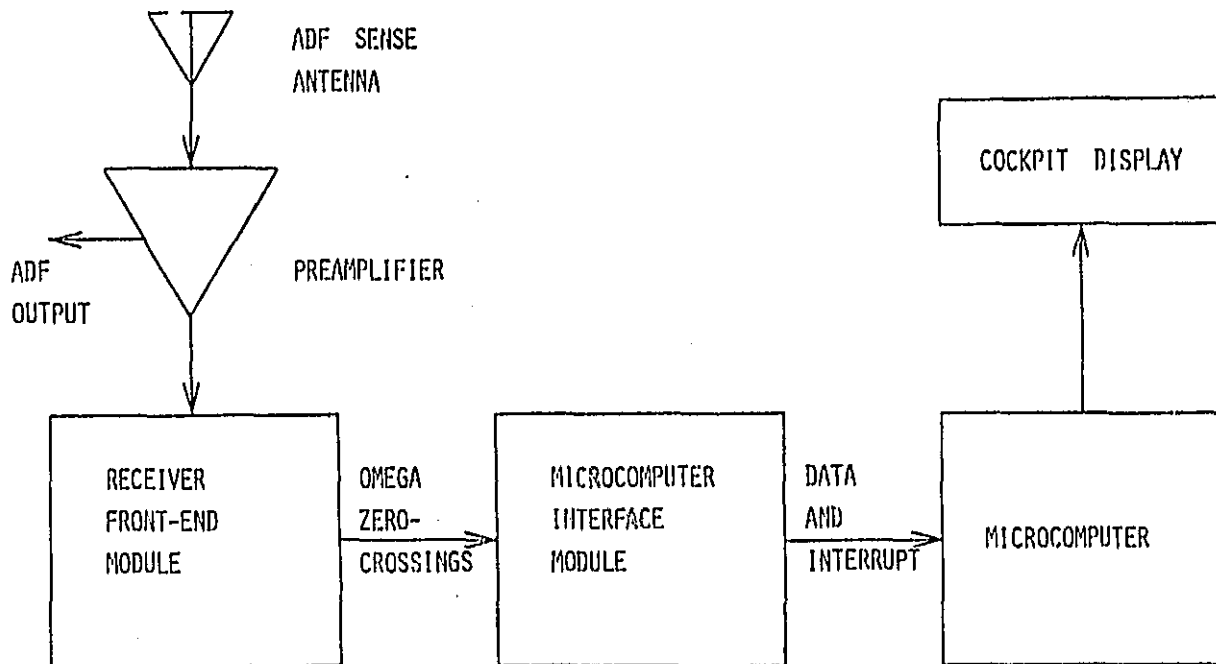 ADF SENSE
ANTENNA
COCKPIT DISPLAY
PREAMPLIFIER
ADF
OUTPUT
RECEIVER
FRONT-END
MODULE
OMEGA
ZERO-
CROSSINGS
MICROCOMPUTER
INTERFACE
MODULE
DATA
AND
INTERRUPT
MICROCOMPUTER